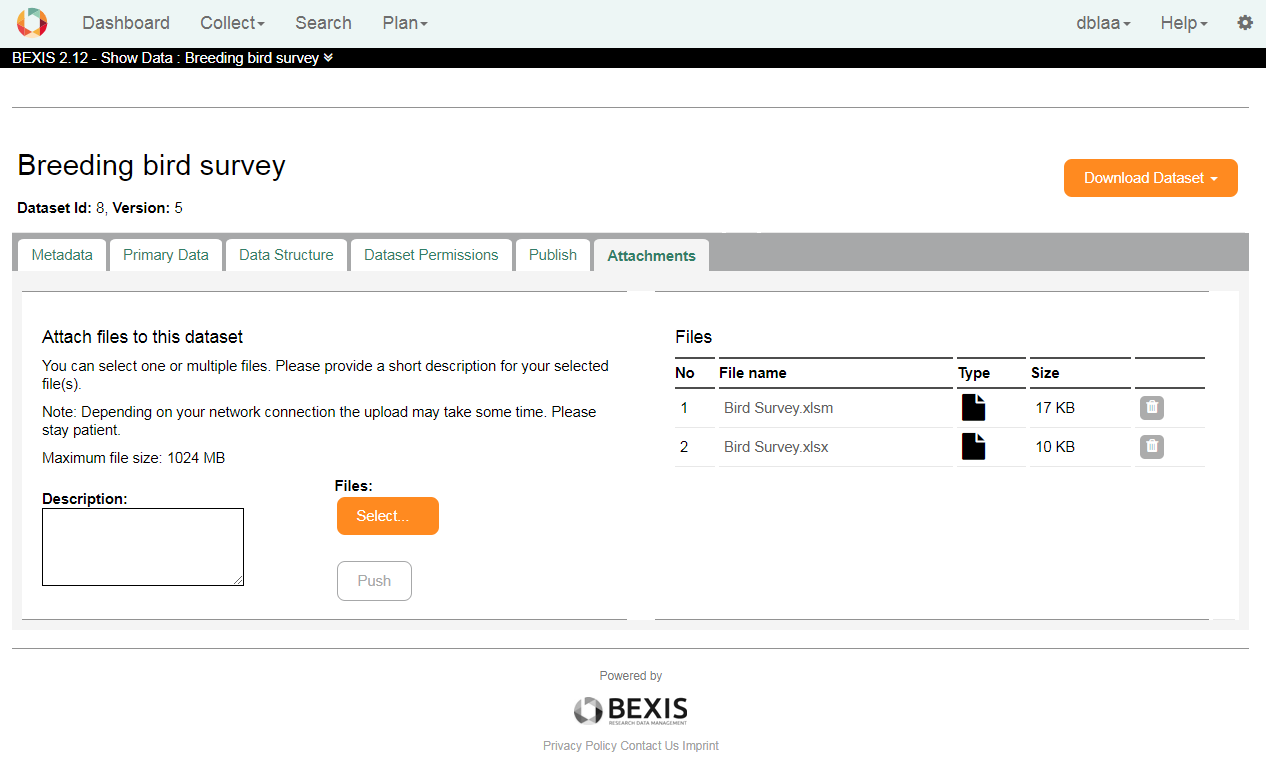 Dashboard Collect Search Plan dblaa Help
BEXIS 2.12 - Show Data : Breeding bird survey
Breeding bird survey
Download Dataset
Dataset Id: 8, Version: 5
Metadata Primary Data Data Structure Dataset Permissions Publish Attachments
Attach files to this dataset
You can select one or multiple files. Please provide a short description for your selected
file(s).
Note: Depending on your network connection the upload may take some time. Please
stay patient.
Maximum file size: 1024 MB
Description:
Files:
Select...
Push
Files
No File name Type Size
1 Bird Survey.xlsm 17 KB
2 Bird Survey.xlsx 10 KB
Powered by
BEXIS
RESEARCH DATA MANAGEMENT
Privacy Policy Contact Us Imprint